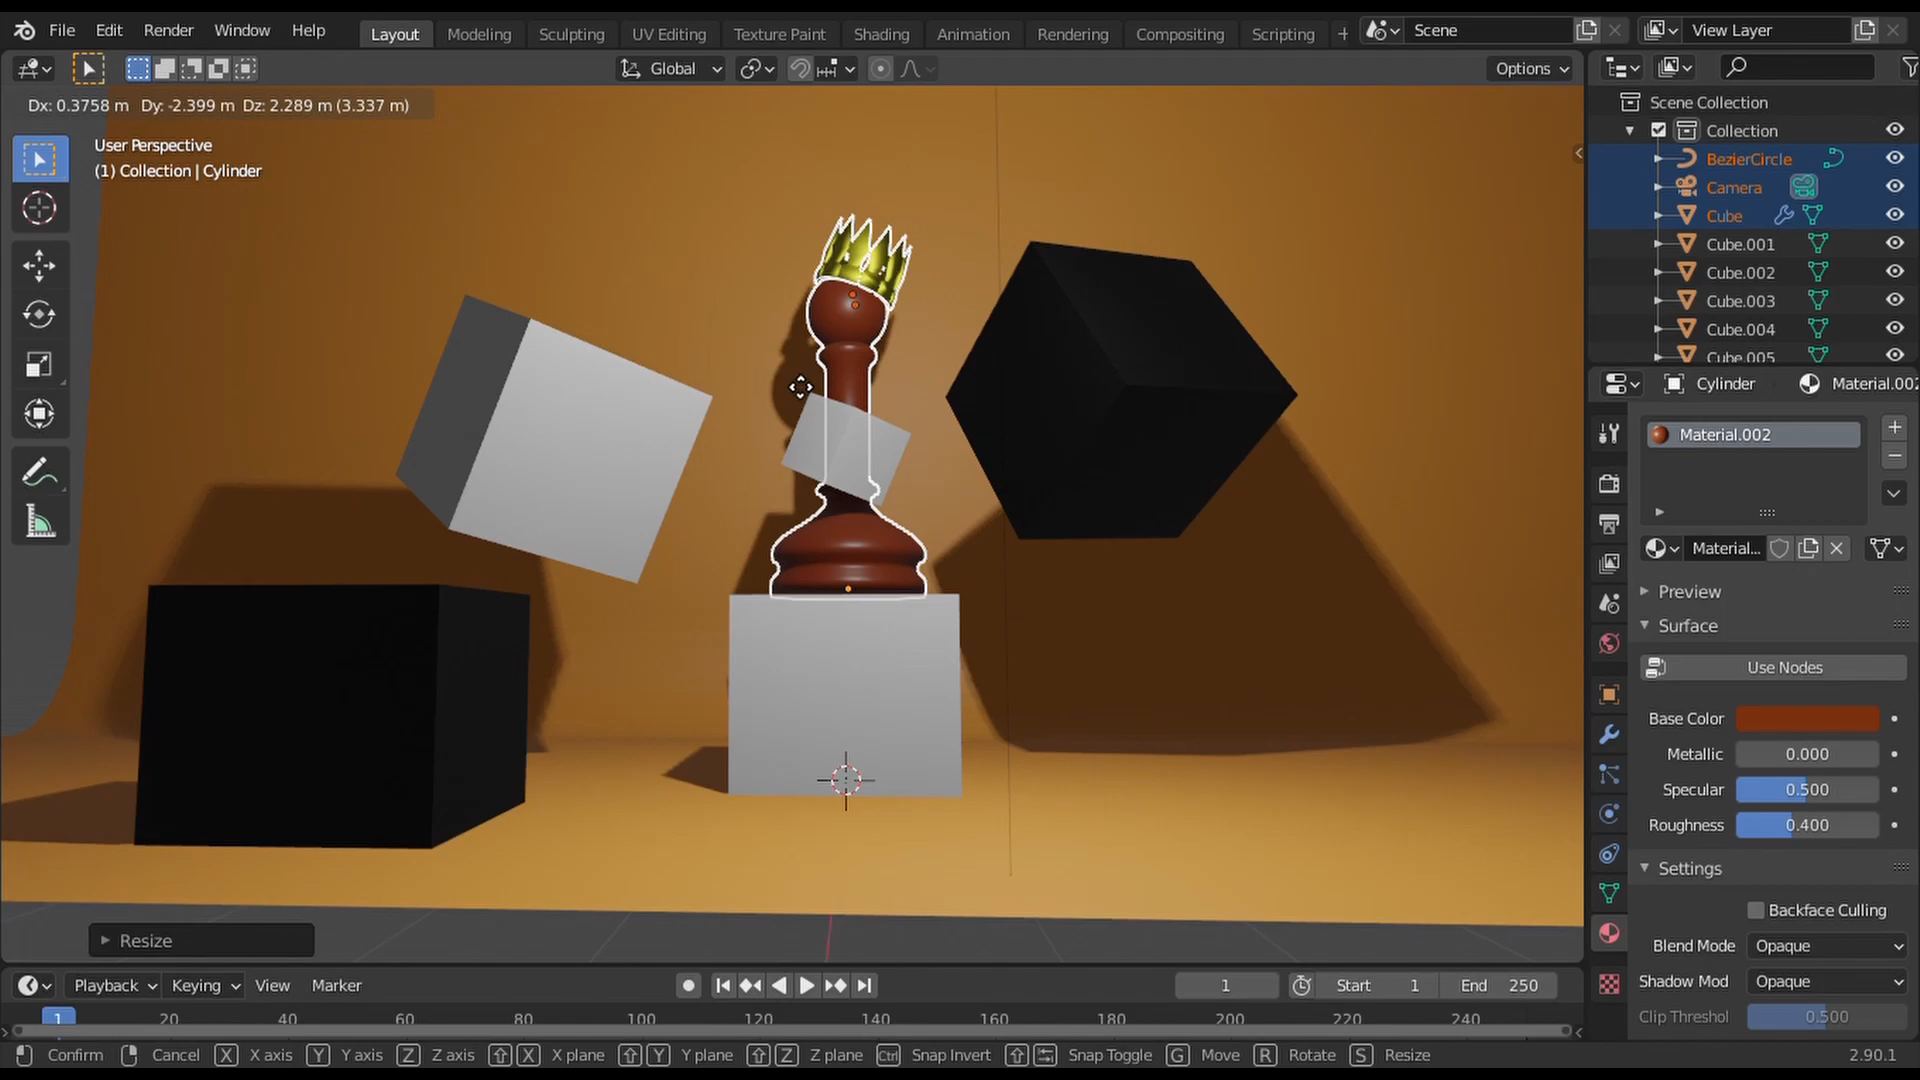 File Edit Render Window Help Layout Modeling Sculpting UV Editing Texture Paint Shading Animation Rendering Compositing Scripting + Scene View Layer
Global Options
Dx: 0.3758 m Dy: -2.399 m Dz: 2.289 m (3.337 m)
User Perspective
(1) Collection | Cylinder
Scene Collection
Collection
BezierCircle
Camera
Cube
Cube.001
Cube.002
Cube.003
Cube.004
Cube.005
Cylinder Material.002
Material.002
Material...
Preview
Surface
Use Nodes
Base Color
Metallic 0.000
Specular 0.500
Roughness 0.400
Settings
Backface Culling
Blend Mode Opaque
Shadow Mod Opaque
Clip Threshol 0.500
Resize
Playback Keying View Marker 1 Start 1 End 250
1 20 40 60 80 100 120 140 160 180 200 220 240
Confirm Cancel X X axis Y Y axis Z Z axis X X plane Y Y plane Z Z plane Ctrl Snap Invert Snap Toggle G Move R Rotate S Resize 2.90.1